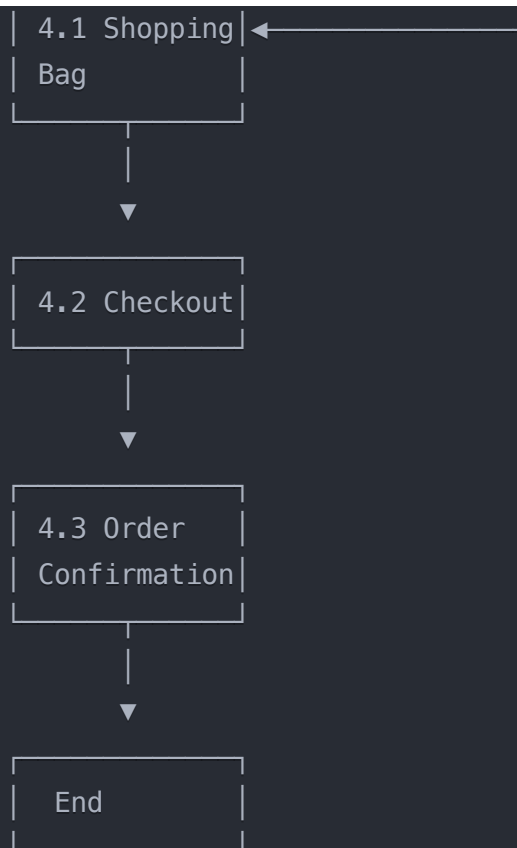 4.1 Shopping
Bag
4.2 Checkout
4.3 Order
Confirmation
End